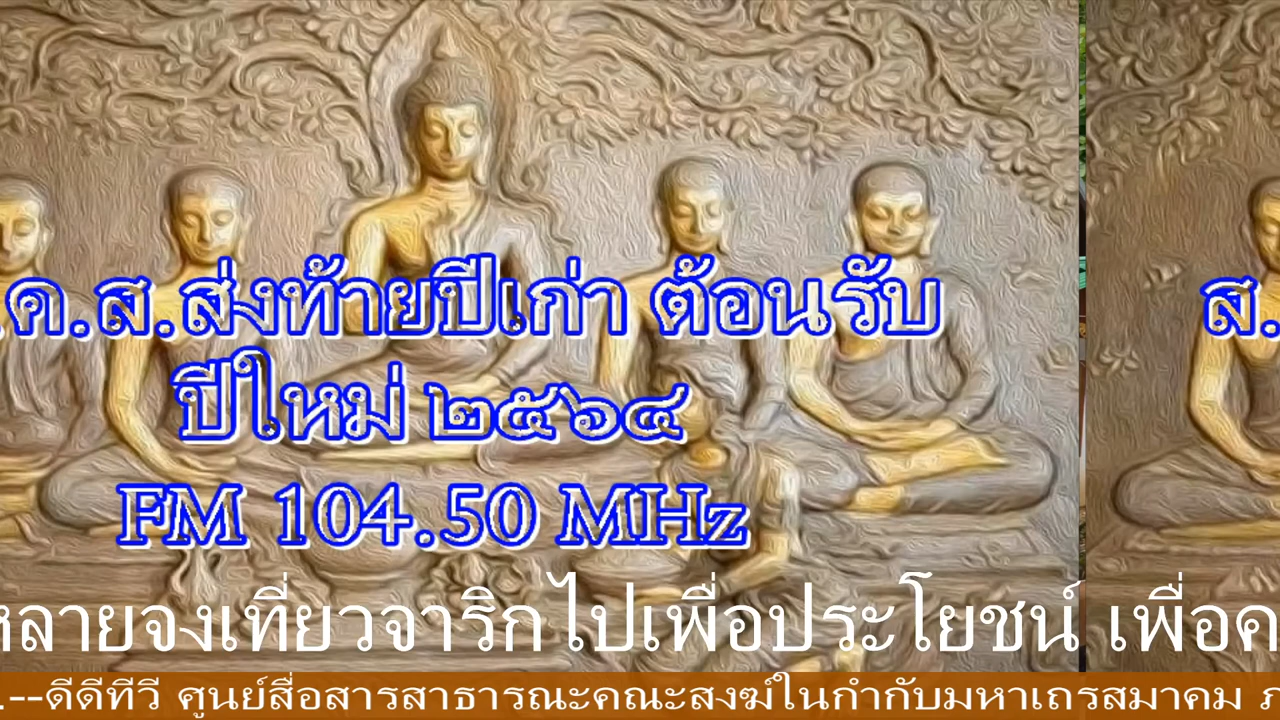 .ค.ส.ส่งท้ายปีเก่า ต้อนรับ
ปีใหม่ ๒๕๖๔
FM 104.50 MHz
ส.
หลายจงเที่ยวจาริกไปเพื่อประโยชน์ เพื่อค
.--ดีดีทีวี ศูนย์สื่อสารสาธารณะคณะสงฆ์ในกำกับมหาเถรสมาคม ภ